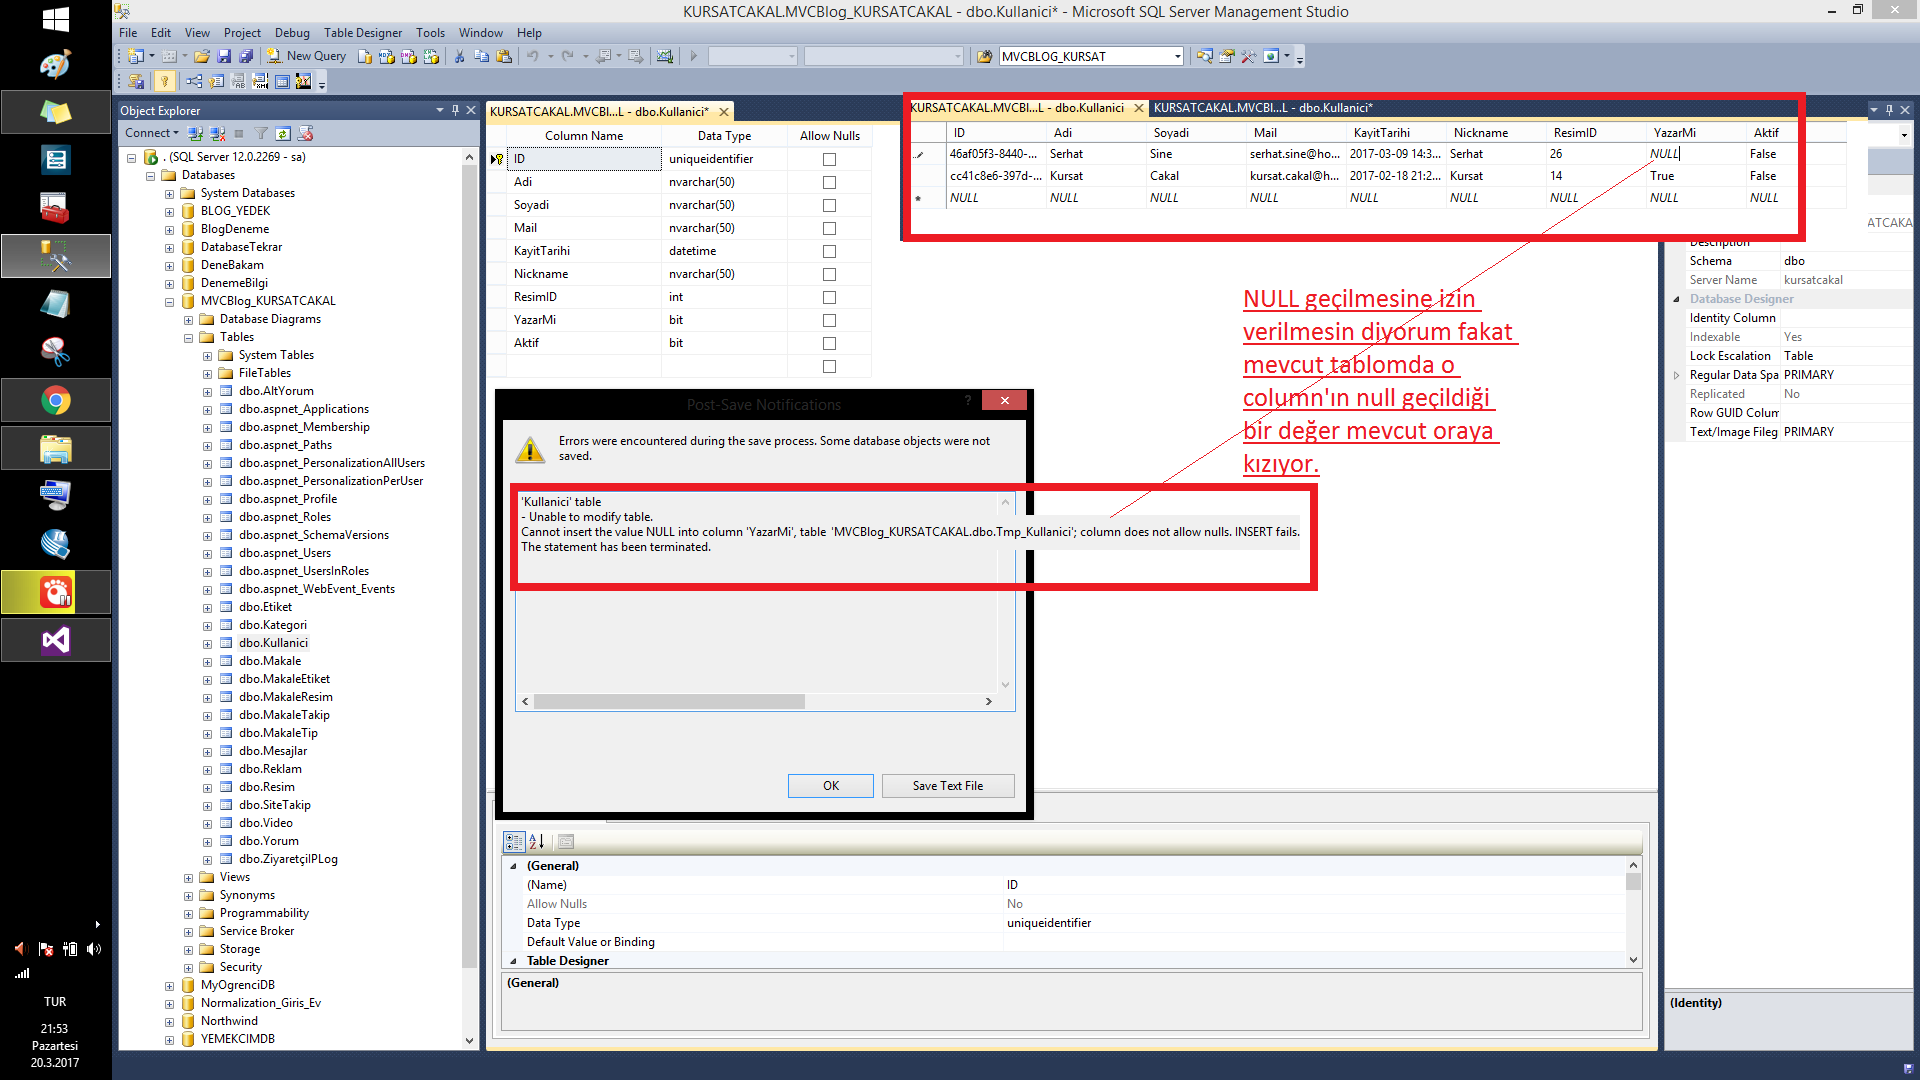 KURSATCAKAL.MVCBlog_KURSATCAKAL - dbo.Kullanici* - Microsoft SQL Server Management Studio
File Edit View Project Debug Table Designer Tools Window Help
New Query
MVCBLOG_KURSAT
Object Explorer
Connect
. (SQL Server 12.0.2269 - sa)
Databases
System Databases
BLOG_YEDEK
BlogDeneme
DatabaseTekrar
DeneBakam
DenemeBilgi
MVCBlog_KURSATCAKAL
Database Diagrams
Tables
System Tables
FileTables
dbo.AltYorum
dbo.aspnet_Applications
dbo.aspnet_Membership
dbo.aspnet_Paths
dbo.aspnet_PersonalizationAllUsers
dbo.aspnet_PersonalizationPerUser
dbo.aspnet_Profile
dbo.aspnet_Roles
dbo.aspnet_SchemaVersions
dbo.aspnet_Users
dbo.aspnet_UsersInRoles
dbo.aspnet_WebEvent_Events
dbo.Etiket
dbo.Kategori
dbo.Kullanici
dbo.Makale
dbo.MakaleEtiket
dbo.MakaleResim
dbo.MakaleTakip
dbo.MakaleTip
dbo.Mesajlar
dbo.Reklam
dbo.Resim
dbo.SiteTakip
dbo.Video
dbo.Yorum
dbo.ZiyaretçiIPLog
Views
Synonyms
Programmability
Service Broker
Storage
Security
MyOgrenciDB
Normalization_Giris_Ev
Northwind
YEMEKCIMDB
KURSATCAKAL.MVCBl...L - dbo.Kullanici*
Column Name Data Type Allow Nulls
ID uniqueidentifier
Adi nvarchar(50)
Soyadi nvarchar(50)
Mail nvarchar(50)
KayitTarihi datetime
Nickname nvarchar(50)
ResimID int
YazarMi bit
Aktif bit
KURSATCAKAL.MVCBl...L - dbo.Kullanici KURSATCAKAL.MVCBl...L - dbo.Kullanici*
ID Adi Soyadi Mail KayitTarihi Nickname ResimID YazarMi Aktif
46af05f3-8440-... Serhat Sine serhat.sine@ho... 2017-03-09 14:3... Serhat 26 NULL False
cc41c8e6-397d-... Kursat Cakal kursat.cakal@h... 2017-02-18 21:2... Kursat 14 True False
NULL NULL NULL NULL NULL NULL NULL NULL NULL
NULL geçilmesine izin
verilmesin diyorum fakat
mevcut tablomda o
column'ın null geçildiği
bir değer mevcut oraya
kızıyor.
Post-Save Notifications
?
Errors were encountered during the save process. Some database objects were not
saved.
'Kullanici' table
- Unable to modify table.
Cannot insert the value NULL into column 'YazarMi', table 'MVCBlog_KURSATCAKAL.dbo.Tmp_Kullanici'; column does not allow nulls. INSERT fails.
The statement has been terminated.
OK Save Text File
(General)
(Name) ID
Allow Nulls No
Data Type uniqueidentifier
Default Value or Binding
Table Designer
(General)
ATCAKA
Description
Schema dbo
Server Name kursatcakal
Database Designer
Identity Column
Indexable Yes
Lock Escalation Table
Regular Data Spa PRIMARY
Replicated No
Row GUID Colum
Text/Image Fileg PRIMARY
(Identity)
TUR
21:53
Pazartesi
20.3.2017